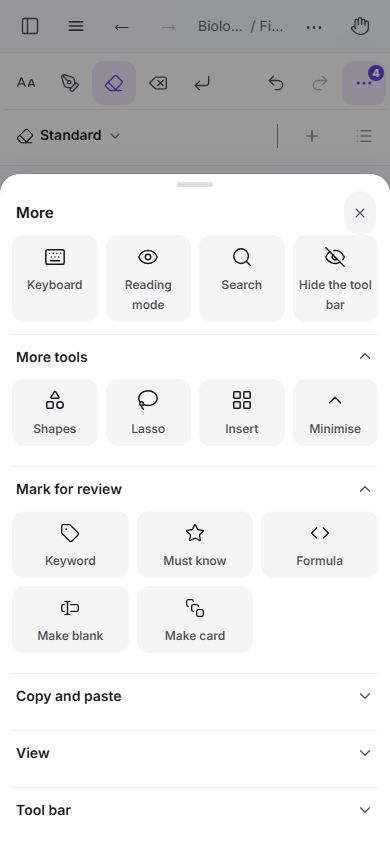 Biolo... / Fi...
AA
4
Standard
More
Keyboard
Reading
mode
Search
Hide the tool
bar
More tools
Shapes
Lasso
Insert
Minimise
Mark for review
Keyword
Must know
Formula
Make blank
Make card
Copy and paste
View
Tool bar